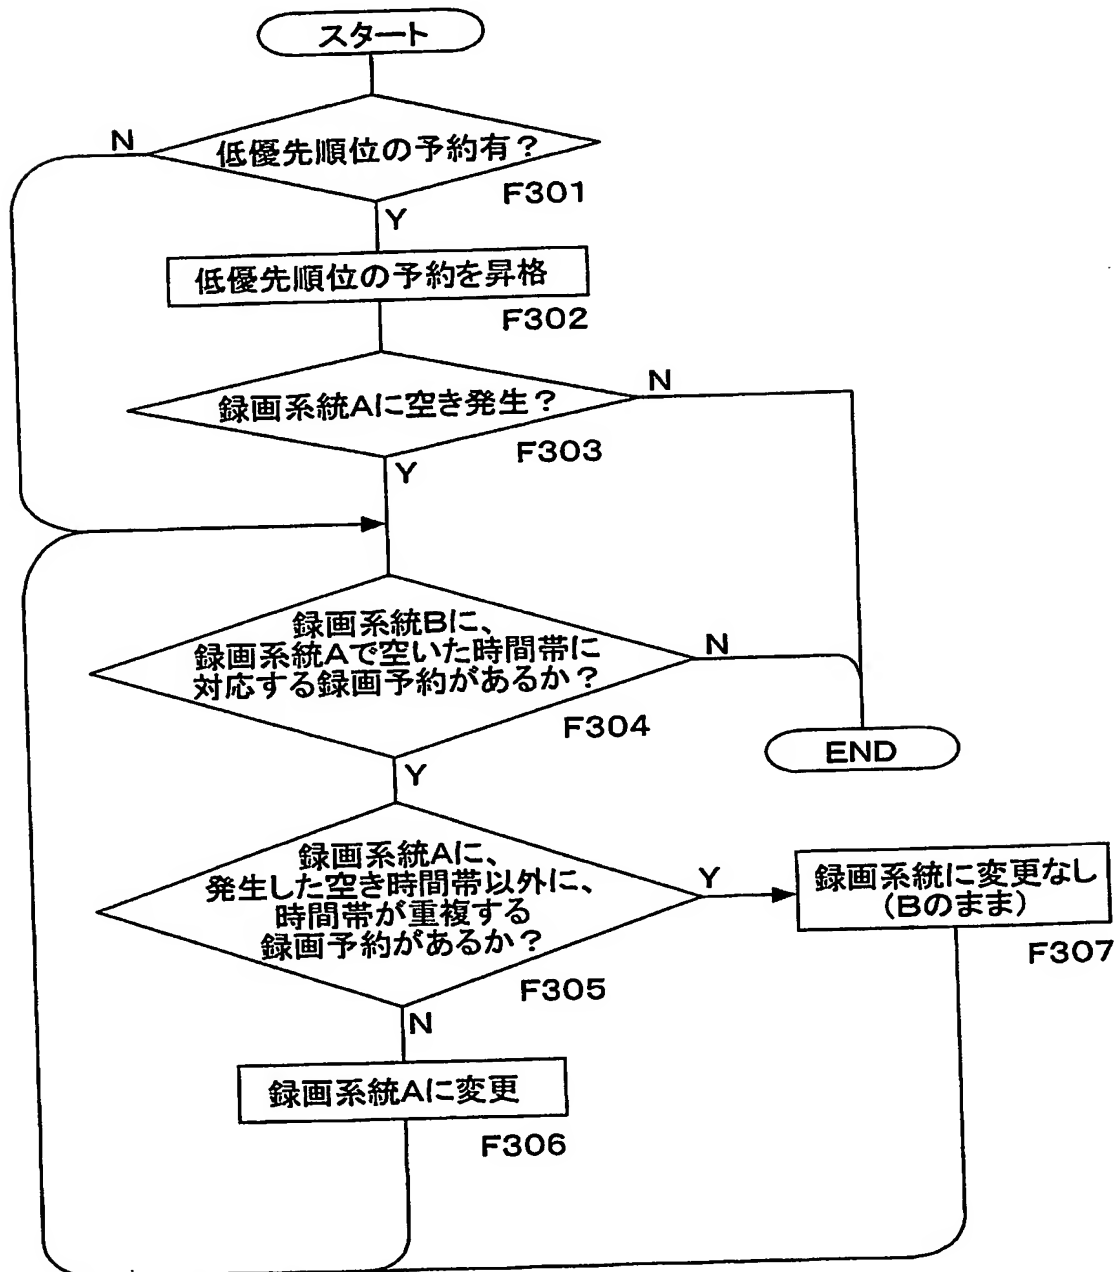 スタート
N
低優先順位の予約有？
F301
Y
低優先順位の予約を昇格
F302
録画系統Aに空き発生？
N
F303
Y
録画系統Bに、
録画系統Aで空いた時間帯に
対応する録画予約があるか？
N
F304
END
Y
録画系統Aに、
発生した空き時間帯以外に、
時間帯が重複する
録画予約があるか？
Y
録画系統に変更なし
（Bのまま）
F307
F305
N
録画系統Aに変更
F306